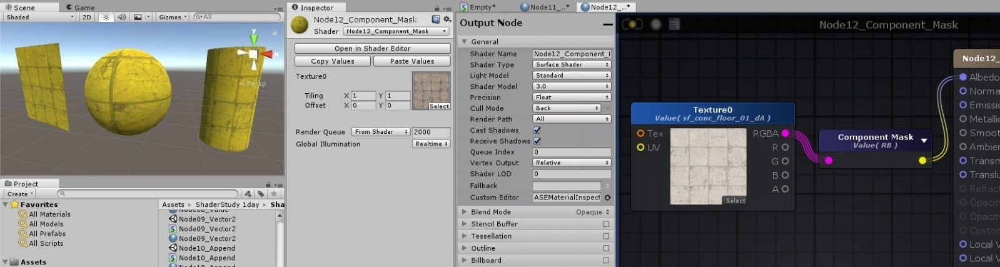 Scene
Game
Shaded
2D
Gizmos
All
y
x
Persp
Project
Create
Favorites
All Materials
All Models
All Prefabs
All Scripts
Assets
Assets ▸ ShaderStudy 1day ▸ Sha
Node09_Vector2
Node09_Vector2
Node09_Vector2
Node10_Append
Node10_Append
Inspector
Node12_Component_Mask
Shader Node12_Component_Mask
Open in Shader Editor
Copy Values Paste Values
Texture0
Tiling X 1 Y 1
Offset X 0 Y 0
Select
Render Queue From Shader 2000
Global Illumination Realtime
Empty* Node11_..* Node12_..*
Output Node
General
Shader Name Node12_Component_
Shader Type Surface Shader
Light Model Standard
Shader Model 3.0
Precision Float
Cull Mode Back
Render Path All
Cast Shadows
Receive Shadows
Queue Index 0
Vertex Output Relative
Shader LOD 0
Fallback
Custom Editor ASEMaterialInspect
Blend Mode Opaque
Stencil Buffer
Tessellation
Outline
Billboard
Node12_Component_Mask
Texture0
Value( sf_conc_floor_01_dA )
Tex RGBA
UV R
G
B
A
Select
Component Mask
Value( RB )
Node12_
Albedo
Norma
Emissi
Metalli
Smoot
Ambier
Transm
Translu
Refract
Opacity
Opacity
Custon
Local V
Local V